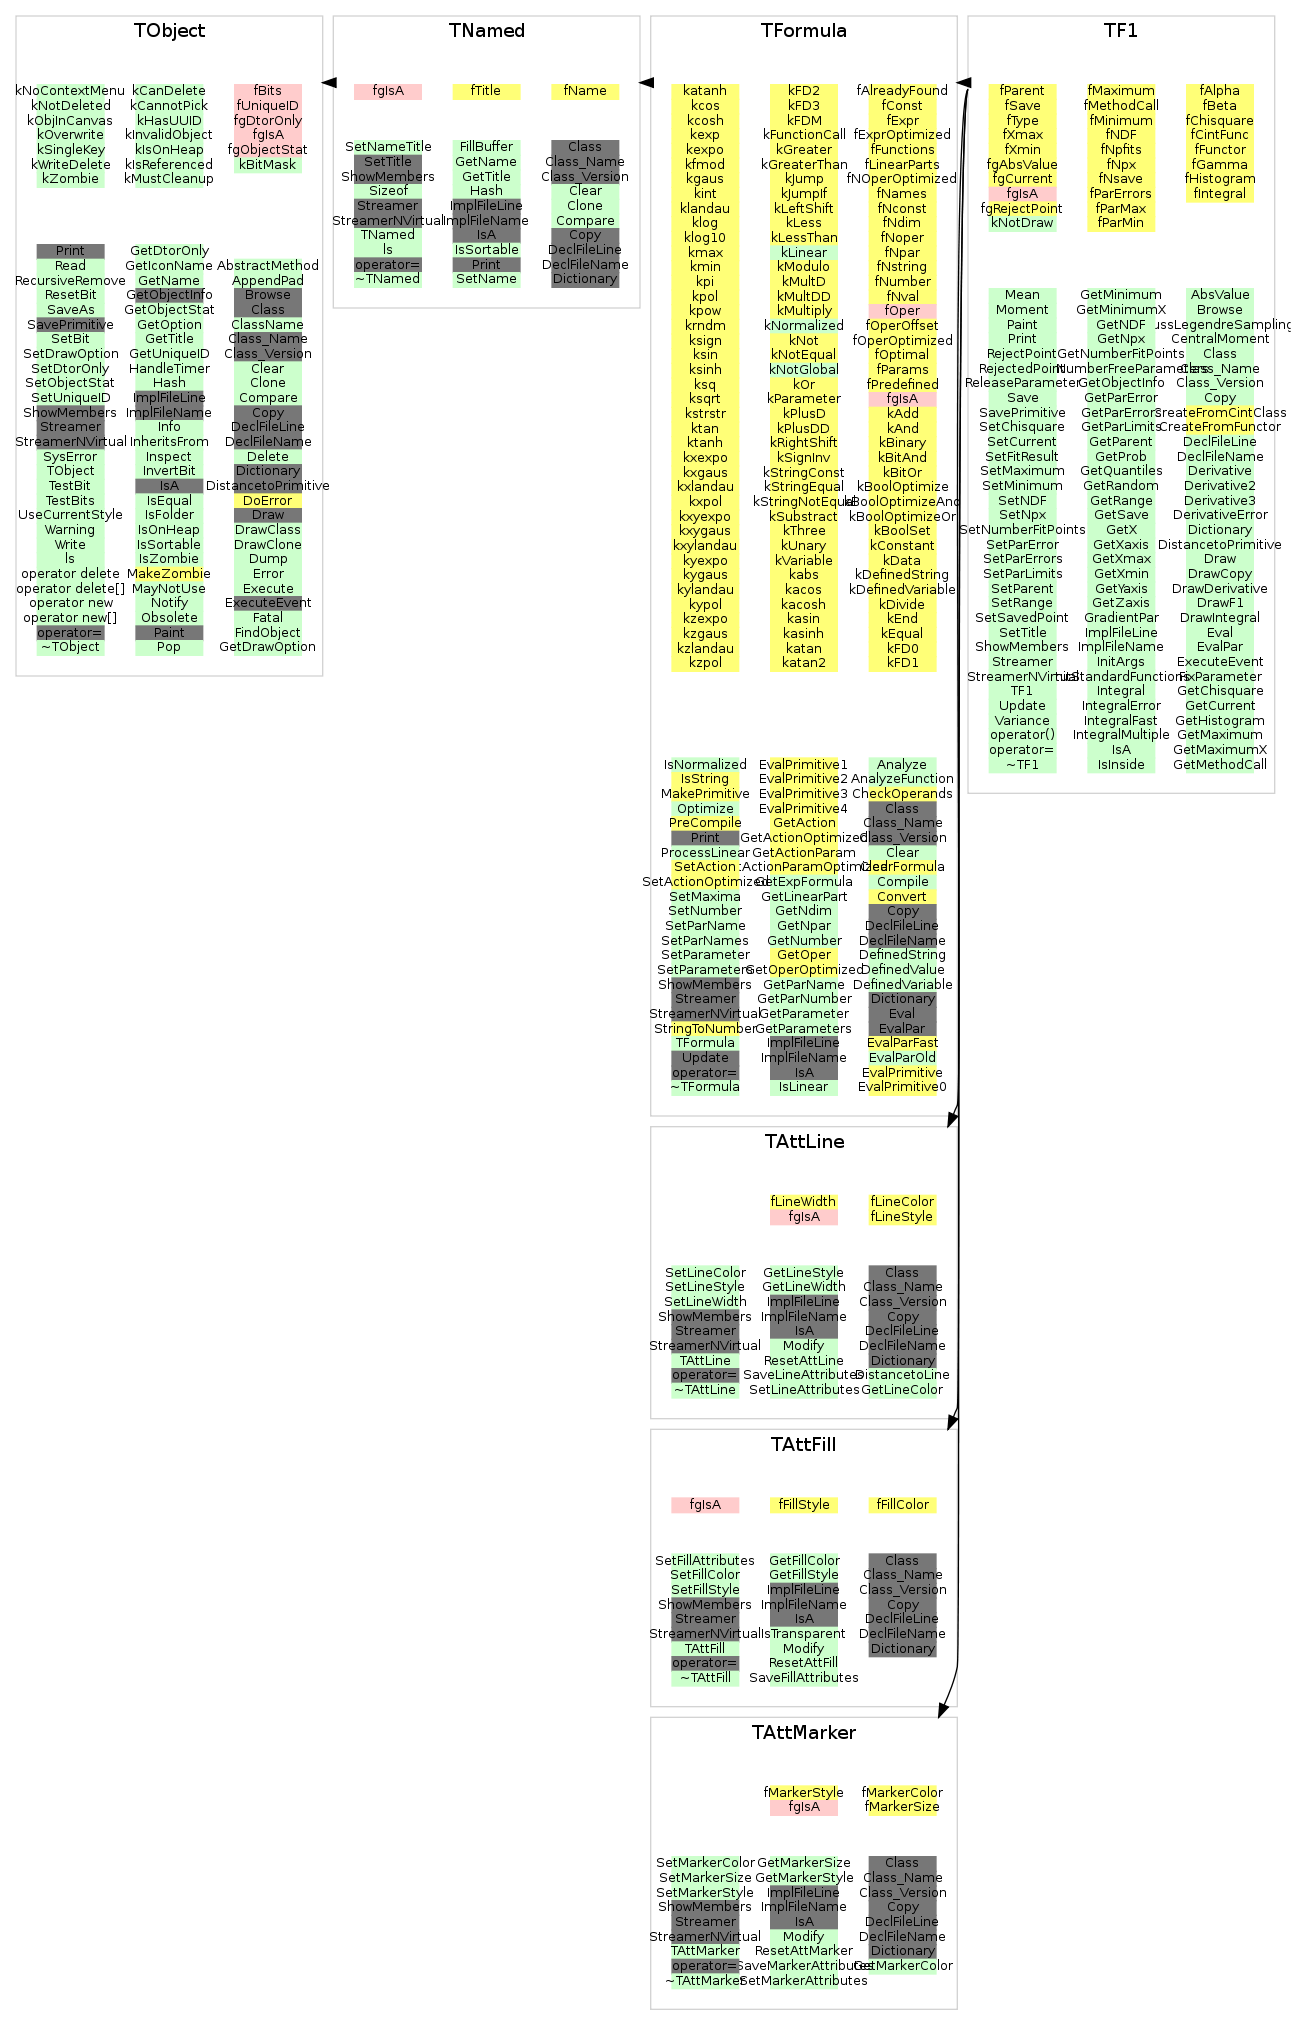 TObject
kNoContextMenu kCanDelete fBits
kNotDeleted kCannotPick fUniqueID
kObjInCanvas kHasUUID fgDtorOnly
kOverwrite kInvalidObject fgIsA
kSingleKey kIsOnHeap fgObjectStat
kWriteDelete kIsReferenced kBitMask
kZombie kMustCleanup
Print GetDtorOnly
Read GetIconName AbstractMethod
RecursiveRemove GetName AppendPad
ResetBit GetObjectInfo Browse
SaveAs GetObjectStat Class
SavePrimitive GetOption ClassName
SetBit GetTitle Class_Name
SetDrawOption GetUniqueID Class_Version
SetDtorOnly HandleTimer Clear
SetObjectStat Hash Clone
SetUniqueID ImplFileLine Compare
ShowMembers ImplFileName Copy
Streamer Info DeclFileLine
StreamerNVirtual InheritsFrom DeclFileName
SysError Inspect Delete
TObject InvertBit Dictionary
TestBit IsA DistancetoPrimitive
TestBits IsEqual DoError
UseCurrentStyle IsFolder Draw
Warning IsOnHeap DrawClass
Write IsSortable DrawClone
ls IsZombie Dump
operator delete MakeZombie Error
operator delete[] MayNotUse Execute
operator new Notify ExecuteEvent
operator new[] Obsolete Fatal
operator= Paint FindObject
~TObject Pop GetDrawOption
TNamed
fgIsA fTitle fName
SetNameTitle FillBuffer Class
SetTitle GetName Class_Name
ShowMembers GetTitle Class_Version
Sizeof Hash Clear
Streamer ImplFileLine Clone
StreamerNVirtual ImplFileName Compare
TNamed IsA Copy
ls IsSortable DeclFileLine
operator= Print DeclFileName
~TNamed SetName Dictionary
TFormula
katanh kFD2 fAlreadyFound
kcos kFD3 fConst
kcosh kFDM fExpr
kexp kFunctionCall fExprOptimized
kexpo kGreater fFunctions
kfmod kGreaterThan fLinearParts
kgaus kJump fNOperOptimized
kint kJumpIf fNames
klandau kLeftShift fNconst
klog kLess fNdim
klog10 kLessThan fNoper
kmax kLinear fNpar
kmin kModulo fNstring
kpi kMultD fNumber
kpol kMultDD fNval
kpow kMultiply fOper
krndm kNormalized fOperOffset
ksign kNot fOperOptimized
ksin kNotEqual fOptimal
ksinh kNotGlobal fParams
ksq kOr fPredefined
ksqrt kParameter fgIsA
kstrstr kPlusD kAdd
ktan kPlusDD kAnd
ktanh kRightShift kBinary
kxexpo kSignInv kBitAnd
kxgaus kStringConst kBitOr
kxlandau kStringEqual kBoolOptimize
kxpol kStringNotEqual kBoolOptimizeAnd
kxyexpo kSubstract kBoolOptimizeOr
kxygaus kThree kBoolSet
kxylandau kUnary kConstant
kyexpo kVariable kData
kygaus kabs kDefinedString
kylandau kacos kDefinedVariable
kypol kacosh kDivide
kzexpo kasin kEnd
kzgaus kasinh kEqual
kzlandau katan kFD0
kzpol katan2 kFD1
IsNormalized EvalPrimitive1 Analyze
IsString EvalPrimitive2 AnalyzeFunction
MakePrimitive EvalPrimitive3 CheckOperands
Optimize EvalPrimitive4 Class
PreCompile GetAction Class_Name
Print GetActionOptimized Class_Version
ProcessLinear GetActionParam Clear
SetAction ActionParamOptimized ClearFormula
SetActionOptimized GetExpFormula Compile
SetMaxima GetLinearPart Convert
SetNumber GetNdim Copy
SetParName GetNpar DeclFileLine
SetParNames GetNumber DeclFileName
SetParameter GetOper DefinedString
SetParameters GetOperOptimized DefinedValue
ShowMembers GetParName DefinedVariable
Streamer GetParNumber Dictionary
StreamerNVirtual GetParameter Eval
StringToNumber GetParameters EvalPar
TFormula ImplFileLine EvalParFast
Update ImplFileName EvalParOld
operator= IsA EvalPrimitive
~TFormula IsLinear EvalPrimitive0
TF1
fParent fMaximum fAlpha
fSave fMethodCall fBeta
fType fMinimum fChisquare
fXmax fNDF fCintFunc
fXmin fNpfits fFunctor
fgAbsValue fNpx fGamma
fgCurrent fNsave fHistogram
fgIsA fParErrors fIntegral
fgRejectPoint fParMax
kNotDraw fParMin
Mean GetMinimum AbsValue
Moment GetMinimumX Browse
Paint GetNDF ussLegendreSampling
Print GetNpx CentralMoment
RejectPoint GetNumberFitPoints Class
RejectedPoint NumberFreeParameters Class_Name
ReleaseParameter GetObjectInfo Class_Version
Save GetParError Copy
SavePrimitive GetParErrors CreateFromCintClass
SetChisquare GetParLimits CreateFromFunctor
SetCurrent GetParent DeclFileLine
SetFitResult GetProb DeclFileName
SetMaximum GetQuantiles Derivative
SetMinimum GetRandom Derivative2
SetNDF GetRange Derivative3
SetNpx GetSave DerivativeError
SetNumberFitPoints GetX Dictionary
SetParError GetXaxis DistancetoPrimitive
SetParErrors GetXmax Draw
SetParLimits GetXmin DrawCopy
SetParent GetYaxis DrawDerivative
SetRange GetZaxis DrawF1
SetSavedPoint GradientPar DrawIntegral
SetTitle ImplFileLine Eval
ShowMembers ImplFileName EvalPar
Streamer InitArgs ExecuteEvent
StreamerNVirtual StandardFunctions FixParameter
TF1 Integral GetChisquare
Update IntegralError GetCurrent
Variance IntegralFast GetHistogram
operator() IntegralMultiple GetMaximum
operator= IsA GetMaximumX
~TF1 IsInside GetMethodCall
TAttLine
fLineWidth fLineColor
fgIsA fLineStyle
SetLineColor GetLineStyle Class
SetLineStyle GetLineWidth Class_Name
SetLineWidth ImplFileLine Class_Version
ShowMembers ImplFileName Copy
Streamer IsA DeclFileLine
StreamerNVirtual Modify DeclFileName
TAttLine ResetAttLine Dictionary
operator= SaveLineAttributes DistancetoLine
~TAttLine SetLineAttributes GetLineColor
TAttFill
fgIsA fFillStyle fFillColor
SetFillAttributes GetFillColor Class
SetFillColor GetFillStyle Class_Name
SetFillStyle ImplFileLine Class_Version
ShowMembers ImplFileName Copy
Streamer IsA DeclFileLine
StreamerNVirtual IsTransparent DeclFileName
TAttFill Modify Dictionary
operator= ResetAttFill
~TAttFill SaveFillAttributes
TAttMarker
fMarkerStyle fMarkerColor
fgIsA fMarkerSize
SetMarkerColor GetMarkerSize Class
SetMarkerSize GetMarkerStyle Class_Name
SetMarkerStyle ImplFileLine Class_Version
ShowMembers ImplFileName Copy
Streamer IsA DeclFileLine
StreamerNVirtual Modify DeclFileName
TAttMarker ResetAttMarker Dictionary
operator= SaveMarkerAttributes GetMarkerColor
~TAttMarker SetMarkerAttributes